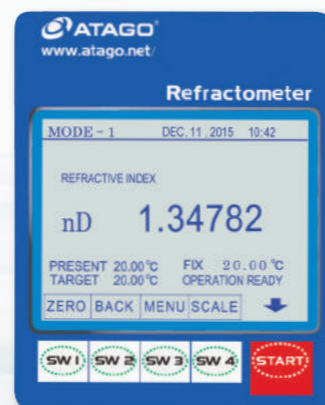 ATAGO®
www.atago.net/
Refractometer
MODE-1 DEC.11,2015 10:42
REFRACTIVE INDEX
nD 1.34782
PRESENT 20.00℃ FIX 20.00℃
TARGET 20.00℃ OPERATION READY
ZERO BACK MENU SCALE
SW 1 SW 2 SW 3 SW 4 START